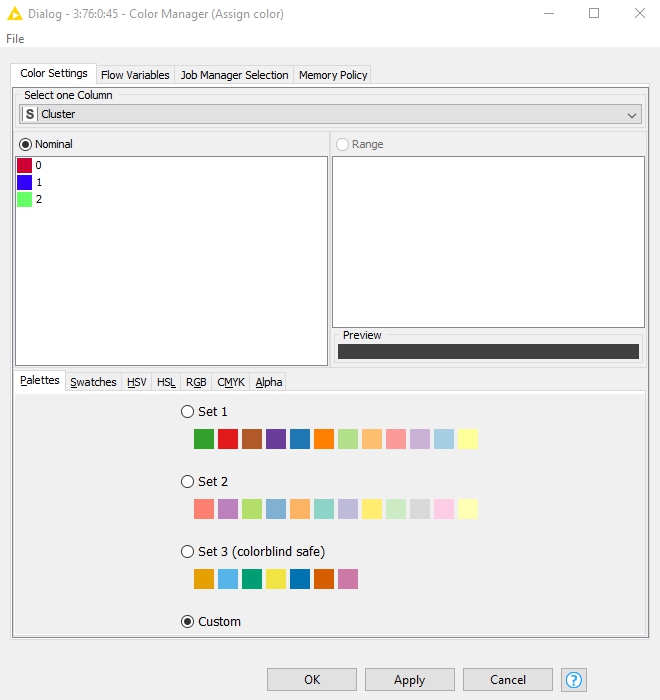 Dialog - 3:76:0:45 - Color Manager (Assign color)
File
Color Settings Flow Variables Job Manager Selection Memory Policy
Select one Column
S Cluster
Nominal Range
0
1
2
Preview
Palettes Swatches HSV HSL RGB CMYK Alpha
Set 1
Set 2
Set 3 (colorblind safe)
Custom
OK Apply Cancel ?